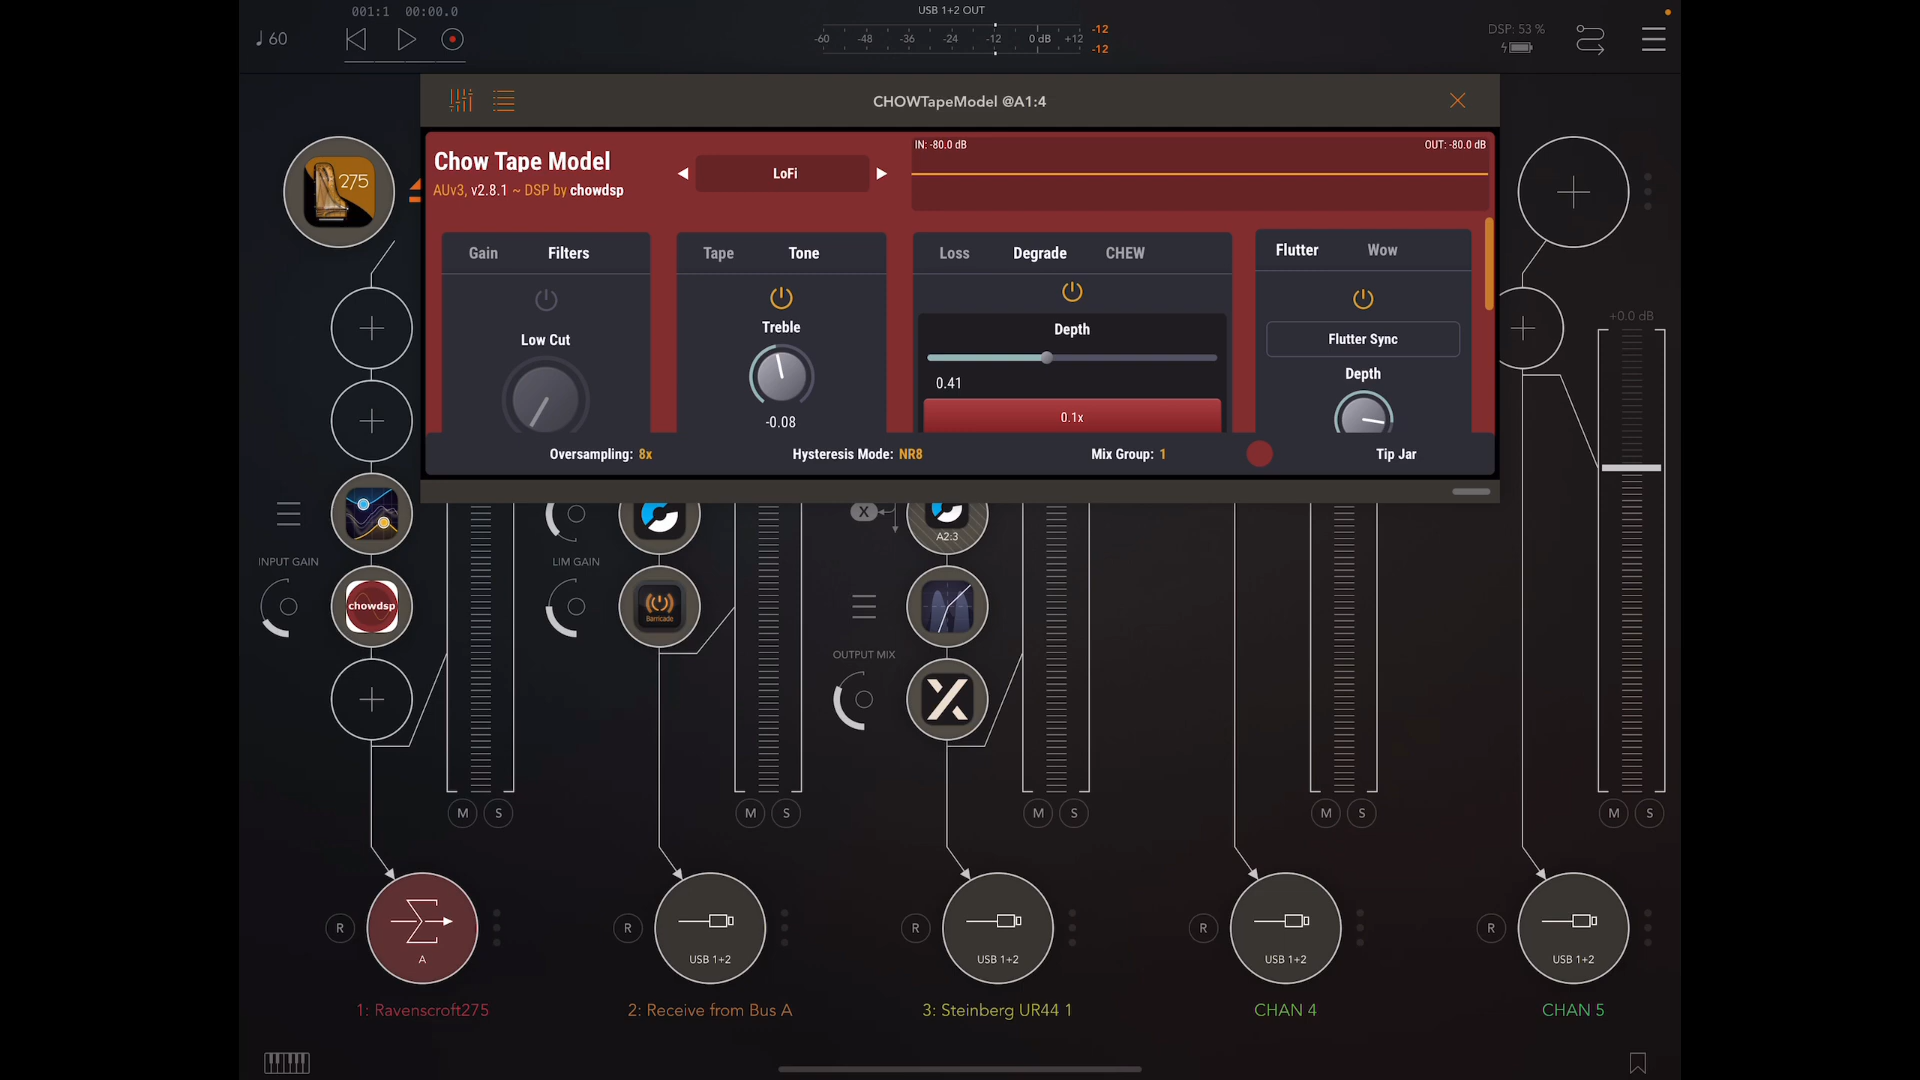 001:1 00:00.0
USB 1+2 OUT
♩ 60
-60 -48 -36 -24 -12 0 dB +12
-12
-12
DSP: 53 %
CHOWTapeModel @A1:4
275
Chow Tape Model
AUv3, v2.8.1 ~ DSP by chowdsp
LoFi
IN: -80.0 dB
OUT: -80.0 dB
Gain Filters
Tape Tone
Loss Degrade CHEW
Flutter Wow
Low Cut
Treble
-0.08
Depth
0.41
0.1x
Flutter Sync
Depth
+0.0 dB
Oversampling: 8x
Hysteresis Mode: NR8
Mix Group: 1
Tip Jar
X
A2:3
INPUT GAIN
LIM GAIN
chowdsp
Barricade
OUTPUT MIX
M S
M S
M S
M S
M S
R
A
R
USB 1+2
R
USB 1+2
R
USB 1+2
R
USB 1+2
1: Ravenscroft275
2: Receive from Bus A
3: Steinberg UR44 1
CHAN 4
CHAN 5